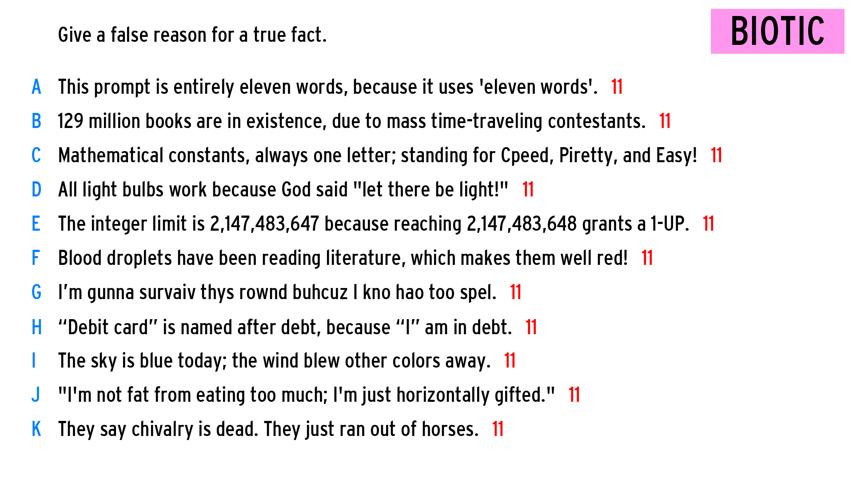 Give a false reason for a true fact.
BIOTIC
A This prompt is entirely eleven words, because it uses 'eleven words'. 11
B 129 million books are in existence, due to mass time-traveling contestants. 11
C Mathematical constants, always one letter; standing for Cpeed, Piretty, and Easy! 11
D All light bulbs work because God said "let there be light!" 11
E The integer limit is 2,147,483,647 because reaching 2,147,483,648 grants a 1-UP. 11
F Blood droplets have been reading literature, which makes them well red! 11
G I'm gunna survaiv thys rownd buhcuz I kno hao too spel. 11
H “Debit card” is named after debt, because “I” am in debt. 11
I The sky is blue today; the wind blew other colors away. 11
J "I'm not fat from eating too much; I'm just horizontally gifted." 11
K They say chivalry is dead. They just ran out of horses. 11